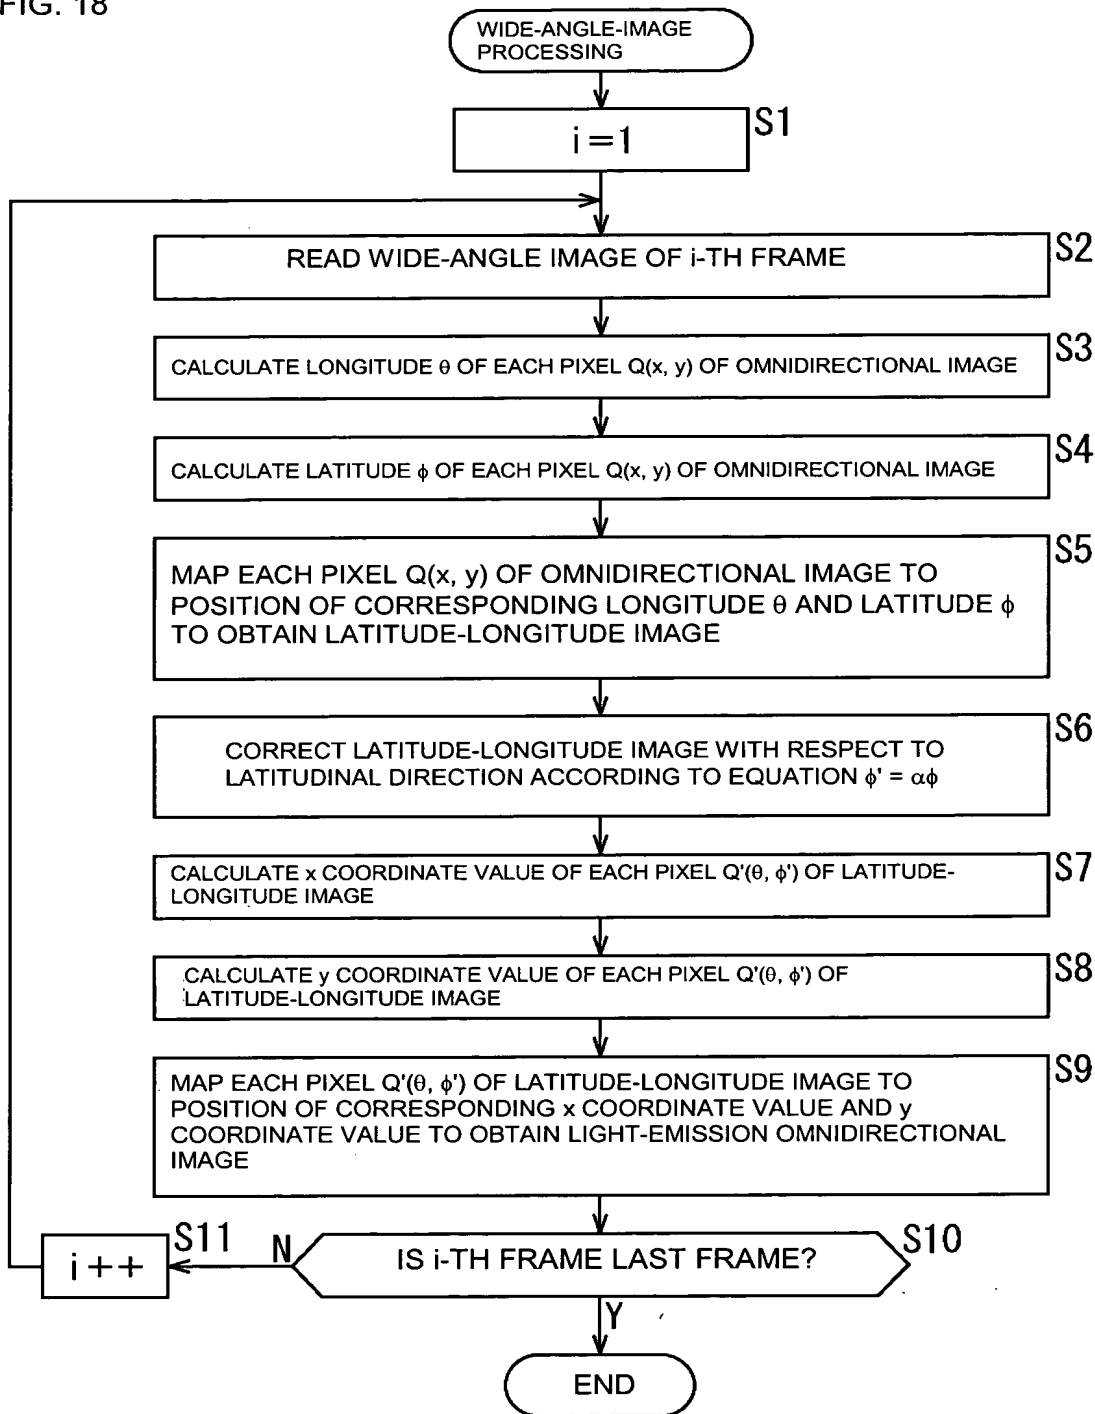 FIG. 18
WIDE-ANGLE-IMAGE
PROCESSING
i=1
S1
READ WIDE-ANGLE IMAGE OF i-TH FRAME
S2
CALCULATE LONGITUDE θ OF EACH PIXEL Q(x, y) OF OMNIDIRECTIONAL IMAGE
S3
CALCULATE LATITUDE ϕ OF EACH PIXEL Q(x, y) OF OMNIDIRECTIONAL IMAGE
S4
MAP EACH PIXEL Q(x, y) OF OMNIDIRECTIONAL IMAGE TO
POSITION OF CORRESPONDING LONGITUDE θ AND LATITUDE ϕ
TO OBTAIN LATITUDE-LONGITUDE IMAGE
S5
CORRECT LATITUDE-LONGITUDE IMAGE WITH RESPECT TO
LATITUDINAL DIRECTION ACCORDING TO EQUATION ϕ' = αϕ
S6
CALCULATE x COORDINATE VALUE OF EACH PIXEL Q'(θ, ϕ') OF LATITUDE-
LONGITUDE IMAGE
S7
CALCULATE y COORDINATE VALUE OF EACH PIXEL Q'(θ, ϕ') OF
LATITUDE-LONGITUDE IMAGE
S8
MAP EACH PIXEL Q'(θ, ϕ') OF LATITUDE-LONGITUDE IMAGE TO
POSITION OF CORRESPONDING x COORDINATE VALUE AND y
COORDINATE VALUE TO OBTAIN LIGHT-EMISSION OMNIDIRECTIONAL
IMAGE
S9
IS i-TH FRAME LAST FRAME?
S10
N
S11
i++
Y
END